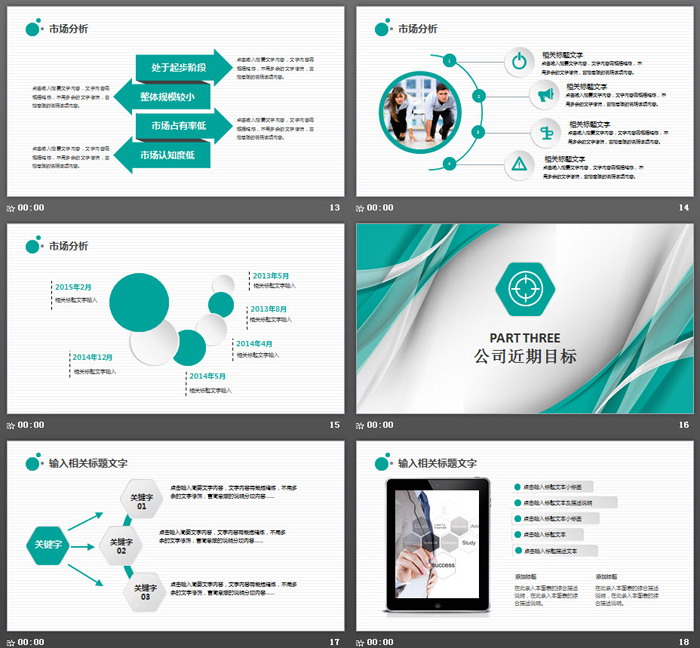 市场分析
处于起步阶段
点击输入简要文字内容，文字内容需
概括精炼，不用多余的文字修饰，言
简意赅的说明该项内容。
点击输入简要文字内容，文字内容需
概括精炼，不用多余的文字修饰，言
简意赅的说明该项内容。
整体规模较小
市场占有率低
点击输入简要文字内容，文字内容需
概括精炼，不用多余的文字修饰，言
简意赅的说明该项内容。
点击输入简要文字内容，文字内容需
概括精炼，不用多余的文字修饰，言
简意赅的说明该项内容。
市场认知度低
00:00
13
市场分析
1
相关标题文字
点击输入简要文字内容，文字内容需概括精炼，不
用多余的文字修饰，言简意赅的说明该项内容。
2
相关标题文字
点击输入简要文字内容，文字内容需概括精炼，不
用多余的文字修饰，言简意赅的说明该项内容。
3
相关标题文字
点击输入简要文字内容，文字内容需概括精炼，不
用多余的文字修饰，言简意赅的说明该项内容。
4
相关标题文字
点击输入简要文字内容，文字内容需概括精炼，不
用多余的文字修饰，言简意赅的说明该项内容。
00:00
14
市场分析
2015年2月
相关标题文字输入
2013年5月
相关标题文字输入
2013年8月
相关标题文字输入
2014年4月
相关标题文字输入
2014年12月
相关标题文字输入
2014年5月
相关标题文字输入
00:00
15
PART THREE
公司近期目标
00:00
16
输入相关标题文字
关键字
关键字
01
点击输入简要文字内容，文字内容需概括精炼，不用多
余的文字修饰，言简意赅的说明分项内容……
关键字
02
点击输入简要文字内容，文字内容需概括精炼，不用多
余的文字修饰，言简意赅的说明分项内容……
关键字
03
点击输入简要文字内容，文字内容需概括精炼，不用多
余的文字修饰，言简意赅的说明分项内容……
00:00
17
输入相关标题文字
Study
success
点击输入标题文本小标图
点击输入标题文本及描述说明
点击输入标题文本小标图
点击输入标题文本
点击输入标题描述文本
添加标题
在此录入本图表的综合描述
说明，在此录入本图表的综
合描述说明。
添加标题
在此录入本图表的综合描述
说明，在此录入本图表的综
合描述说明。
00:00
18